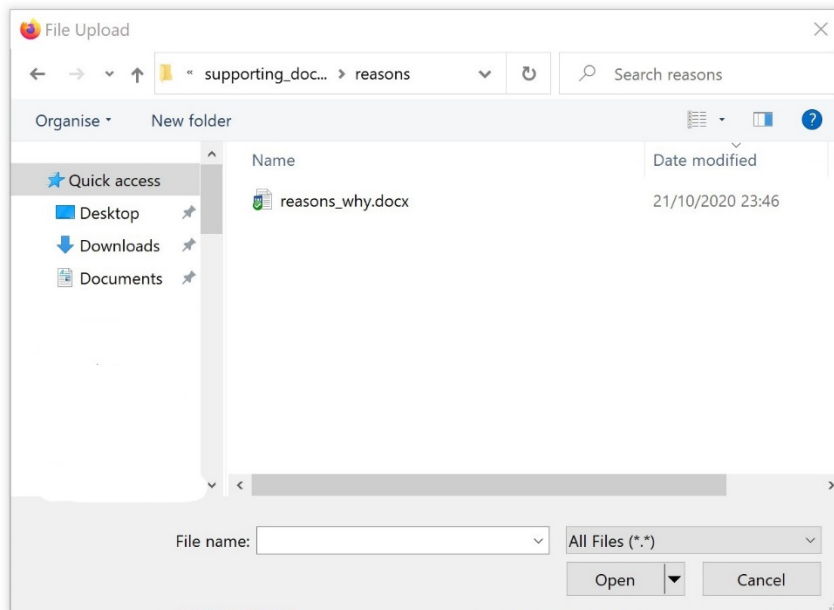 File Upload
« supporting_doc... > reasons
Search reasons
Organise
New folder
Name
Date modified
Quick access
reasons_why.docx
21/10/2020 23:46
Desktop
Downloads
Documents
File name:
All Files (*.*)
Open
Cancel